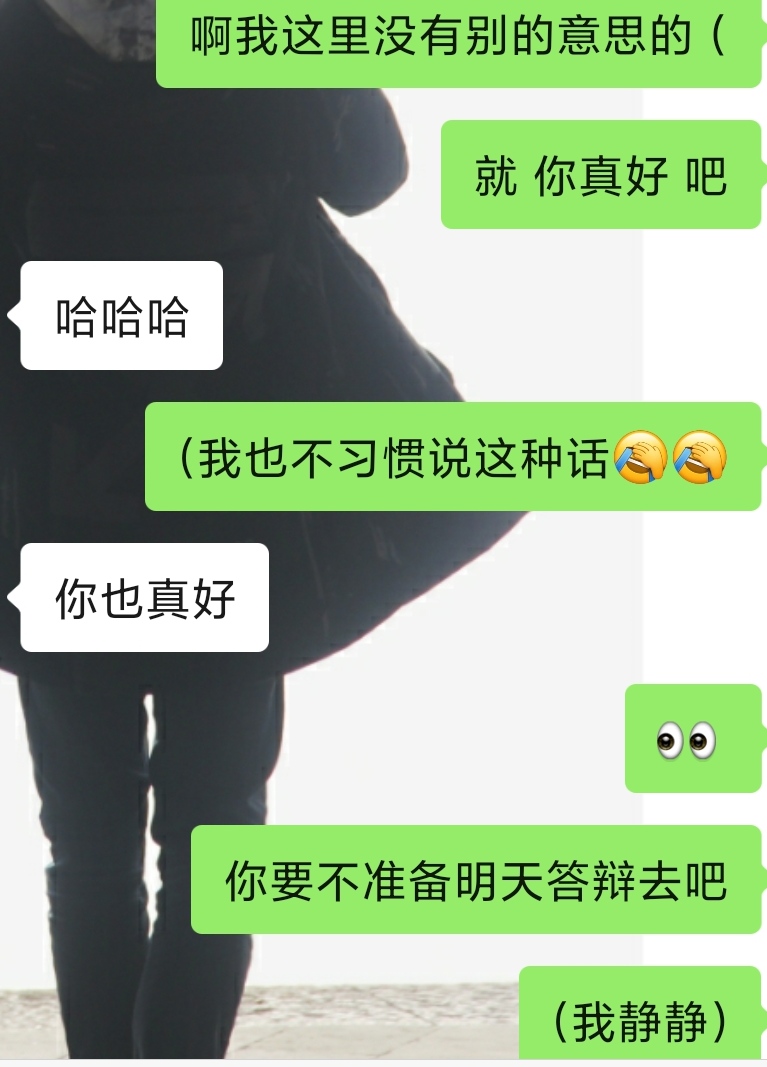 啊我这里没有别的意思的（
就 你真好 吧
哈哈哈
（我也不习惯说这种话🤦🤦
你也真好
👀
你要不准备明天答辩去吧
（我静静）